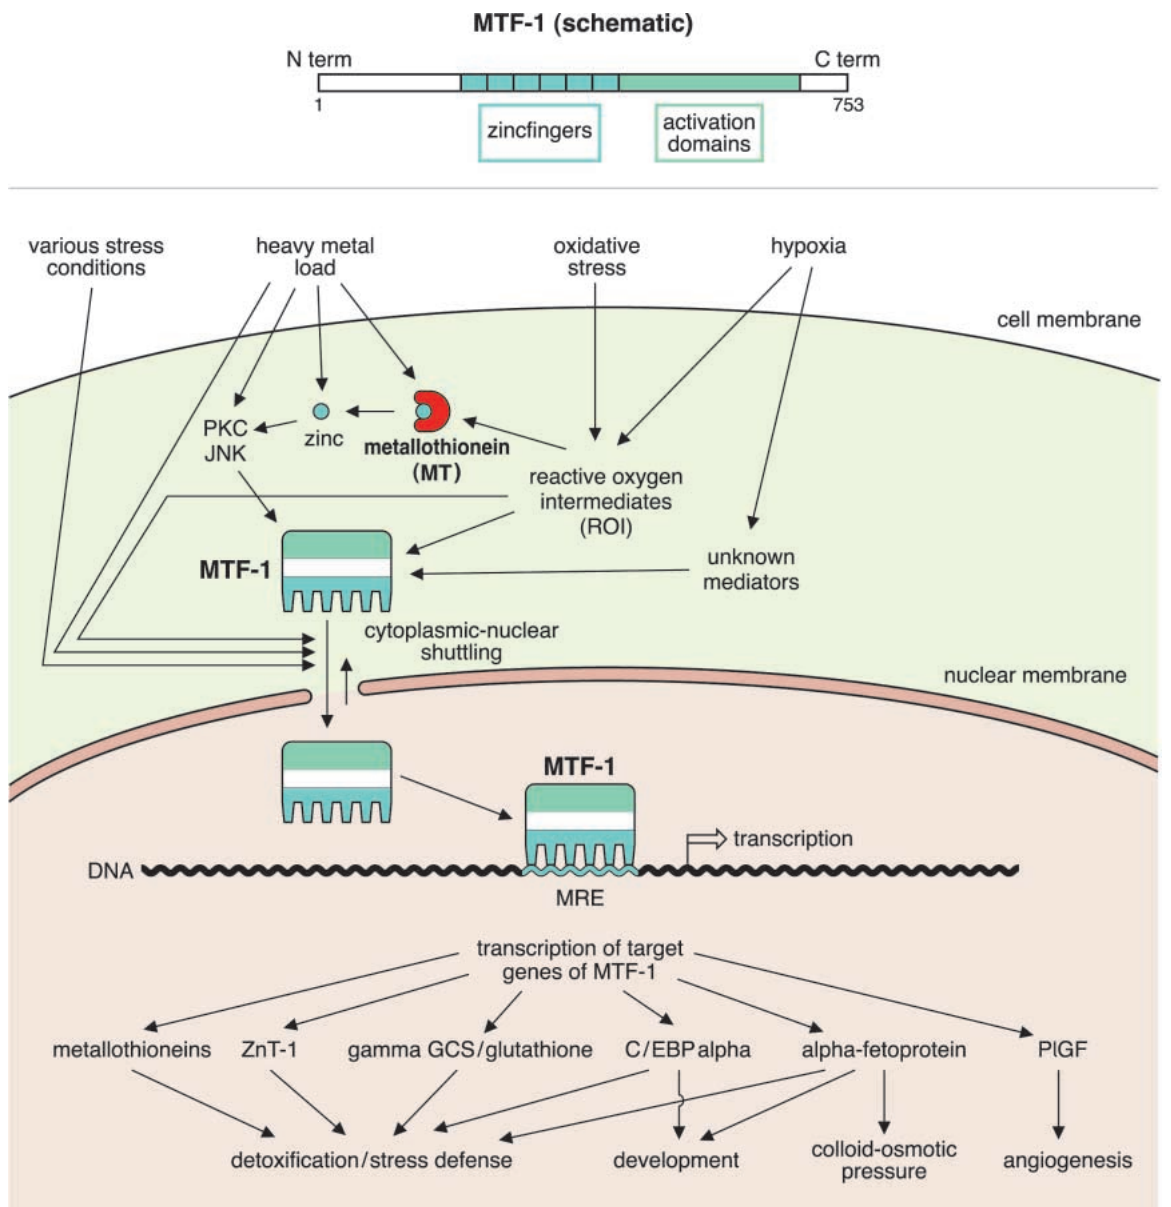 MTF-1 (schematic)
N term
C term
1
753
zincfingers
activation
domains
various stress
conditions
heavy metal
load
oxidative
stress
hypoxia
cell membrane
PKC
JNK
zinc
metallothionein
(MT)
reactive oxygen
intermediates
(ROI)
unknown
mediators
MTF-1
cytoplasmic-nuclear
shuttling
nuclear membrane
MTF-1
transcription
DNA
MRE
transcription of target
genes of MTF-1
metallothioneins
ZnT-1
gamma GCS/glutathione
C/EBPalpha
alpha-fetoprotein
PlGF
detoxification/stress defense
development
colloid-osmotic
pressure
angiogenesis